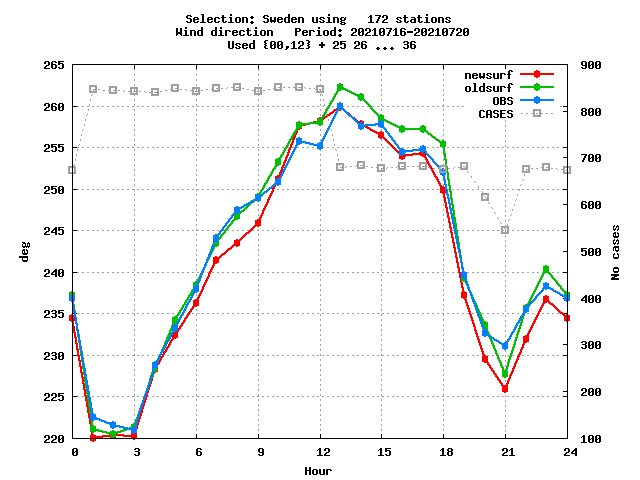 Selection: Sweden using   172 stations
Wind direction   Period: 20210716-20210720
Used {00,12} + 25 26 ... 36
newsurf
oldsurf
OBS
CASES
265
260
255
250
245
240
235
230
225
220
deg
900
800
700
600
500
400
300
200
100
No cases
0 3 6 9 12 15 18 21 24
Hour